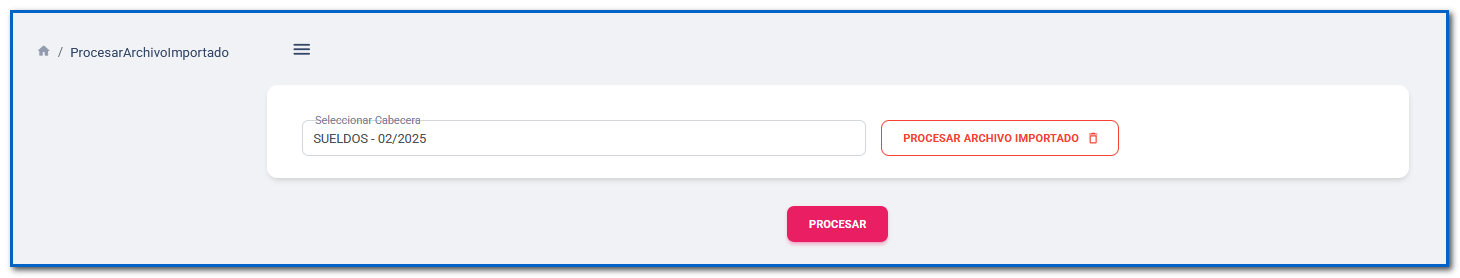 / ProcesarArchivoImportado
Seleccionar Cabecera
SUELDOS - 02/2025
PROCESAR ARCHIVO IMPORTADO
PROCESAR